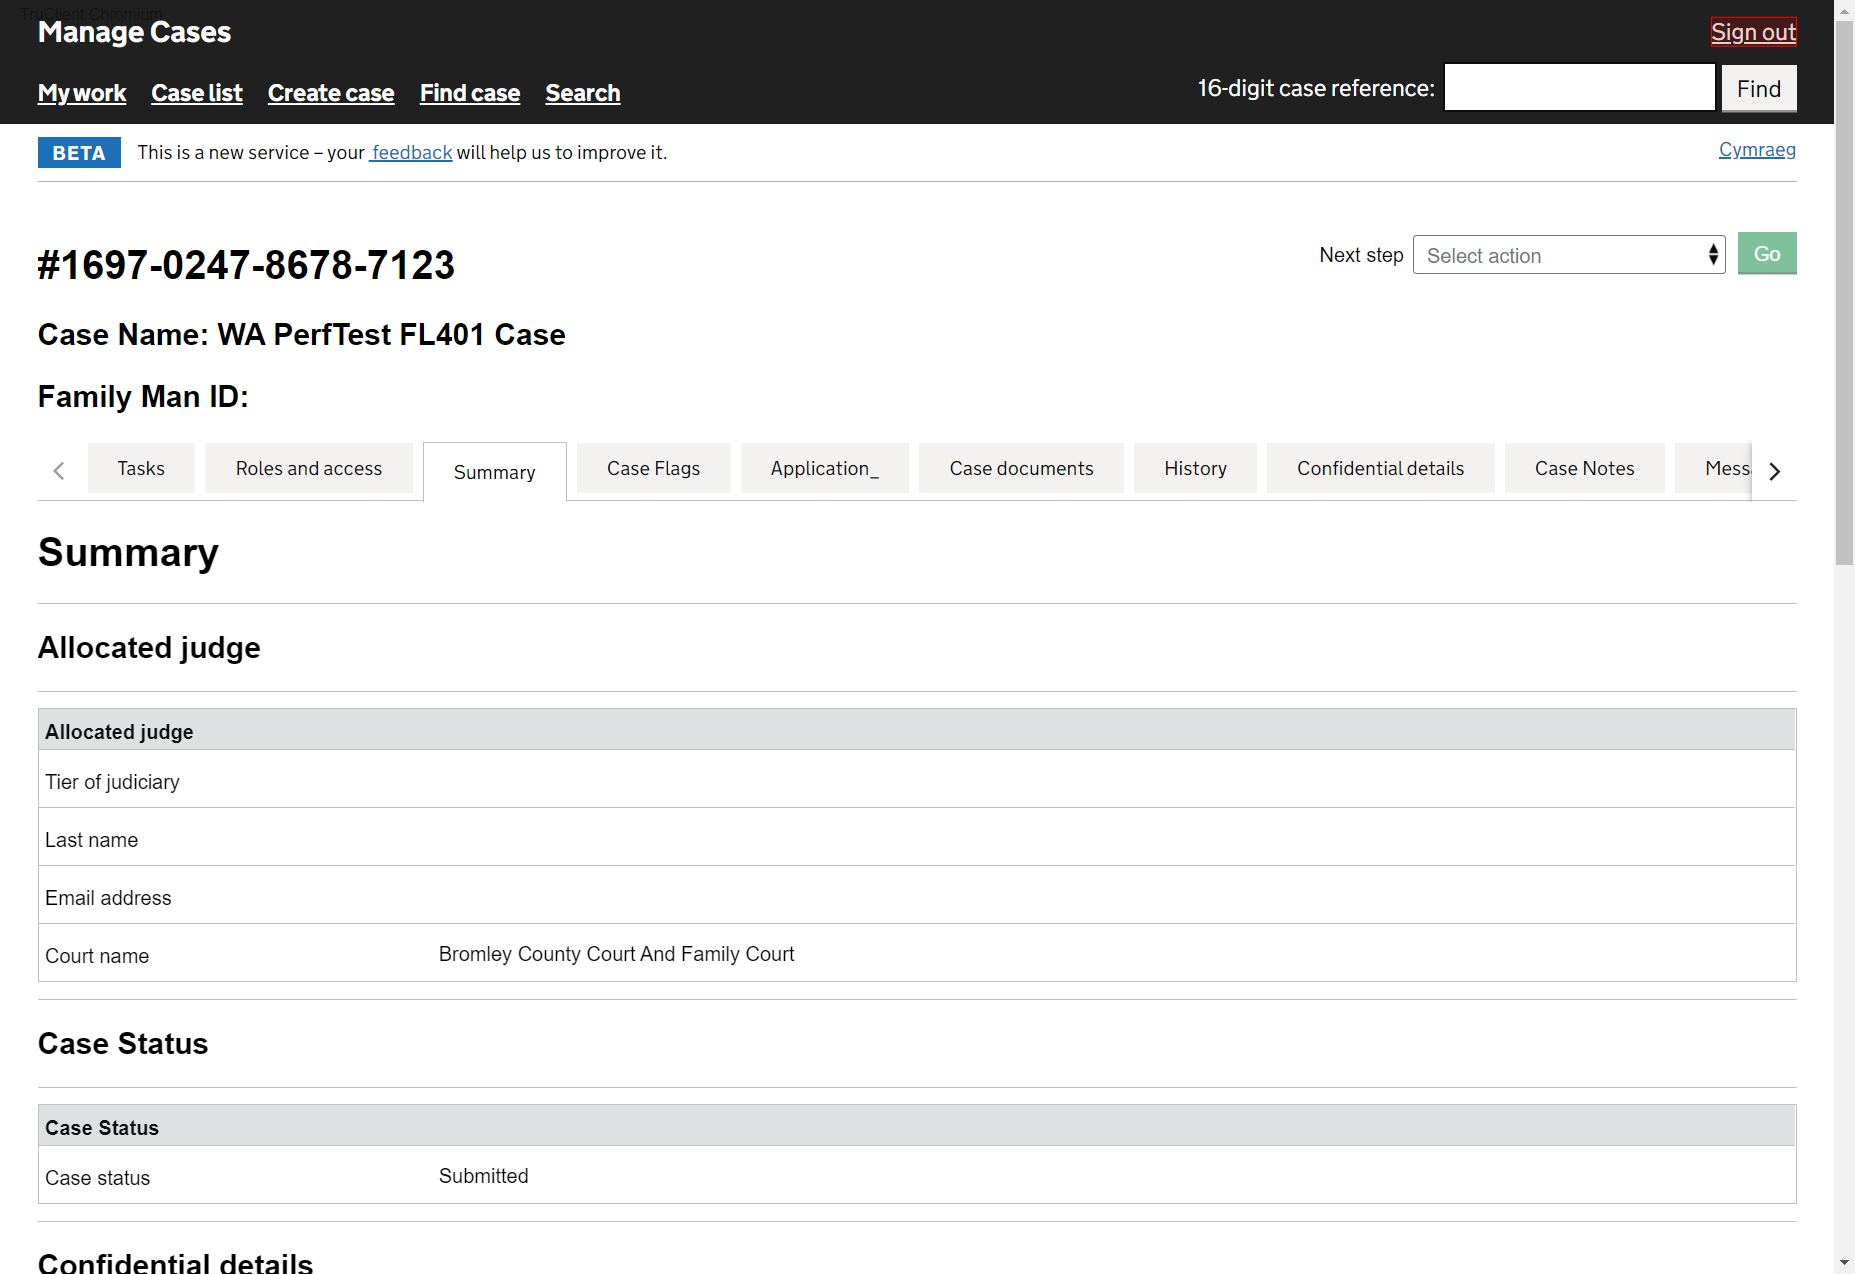 TruClient Chromium
Manage Cases
Sign out
My work Case list Create case Find case Search
16-digit case reference: Find
BETA This is a new service – your feedback will help us to improve it.
Cymraeg
#1697-0247-8678-7123
Next step Select action Go
Case Name: WA PerfTest FL401 Case
Family Man ID:
Tasks Roles and access Summary Case Flags Application_ Case documents History Confidential details Case Notes Mess
Summary
Allocated judge
Allocated judge
Tier of judiciary
Last name
Email address
Court name Bromley County Court And Family Court
Case Status
Case Status
Case status Submitted
Confidential details